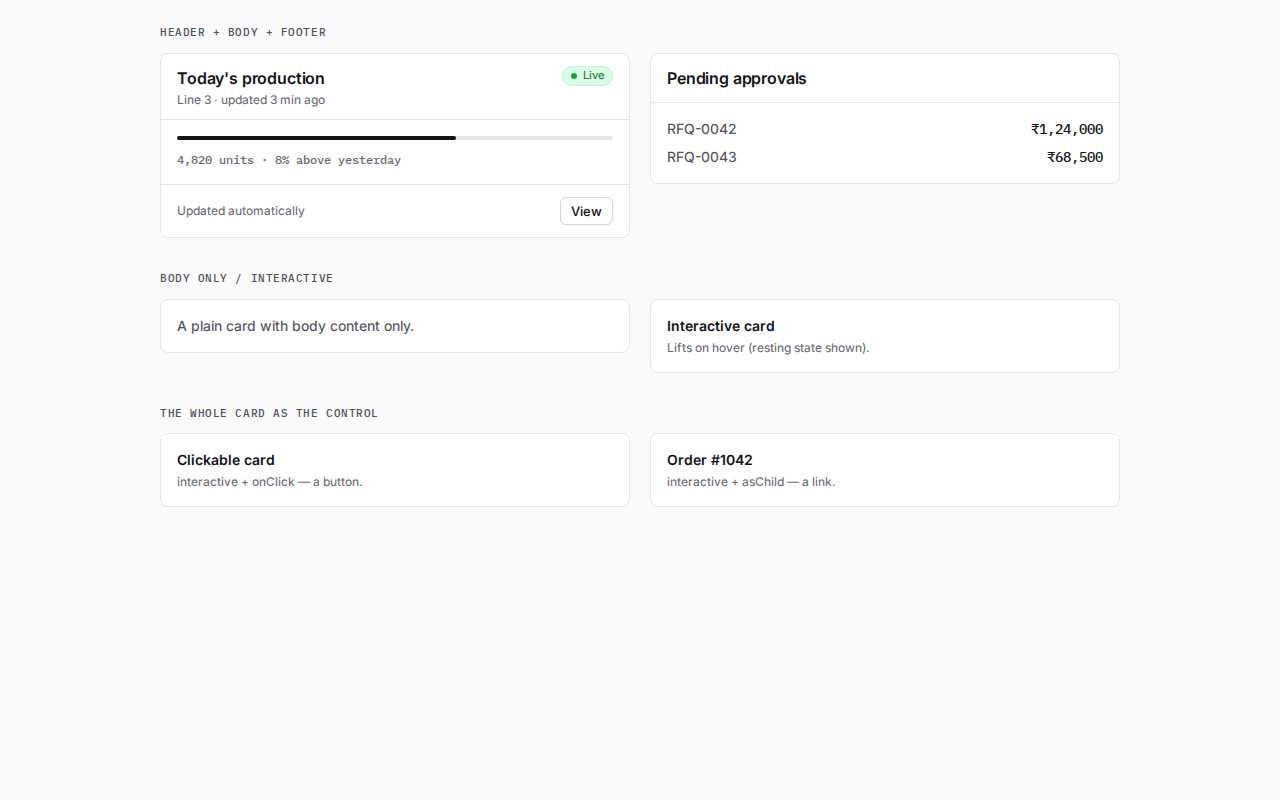 HEADER + BODY + FOOTER
Today's production
Live
Line 3 · updated 3 min ago
4,820 units · 8% above yesterday
Updated automatically
View
Pending approvals
RFQ-0042 ₹1,24,000
RFQ-0043 ₹68,500
BODY ONLY / INTERACTIVE
A plain card with body content only.
Interactive card
Lifts on hover (resting state shown).
THE WHOLE CARD AS THE CONTROL
Clickable card
interactive + onClick — a button.
Order #1042
interactive + asChild — a link.